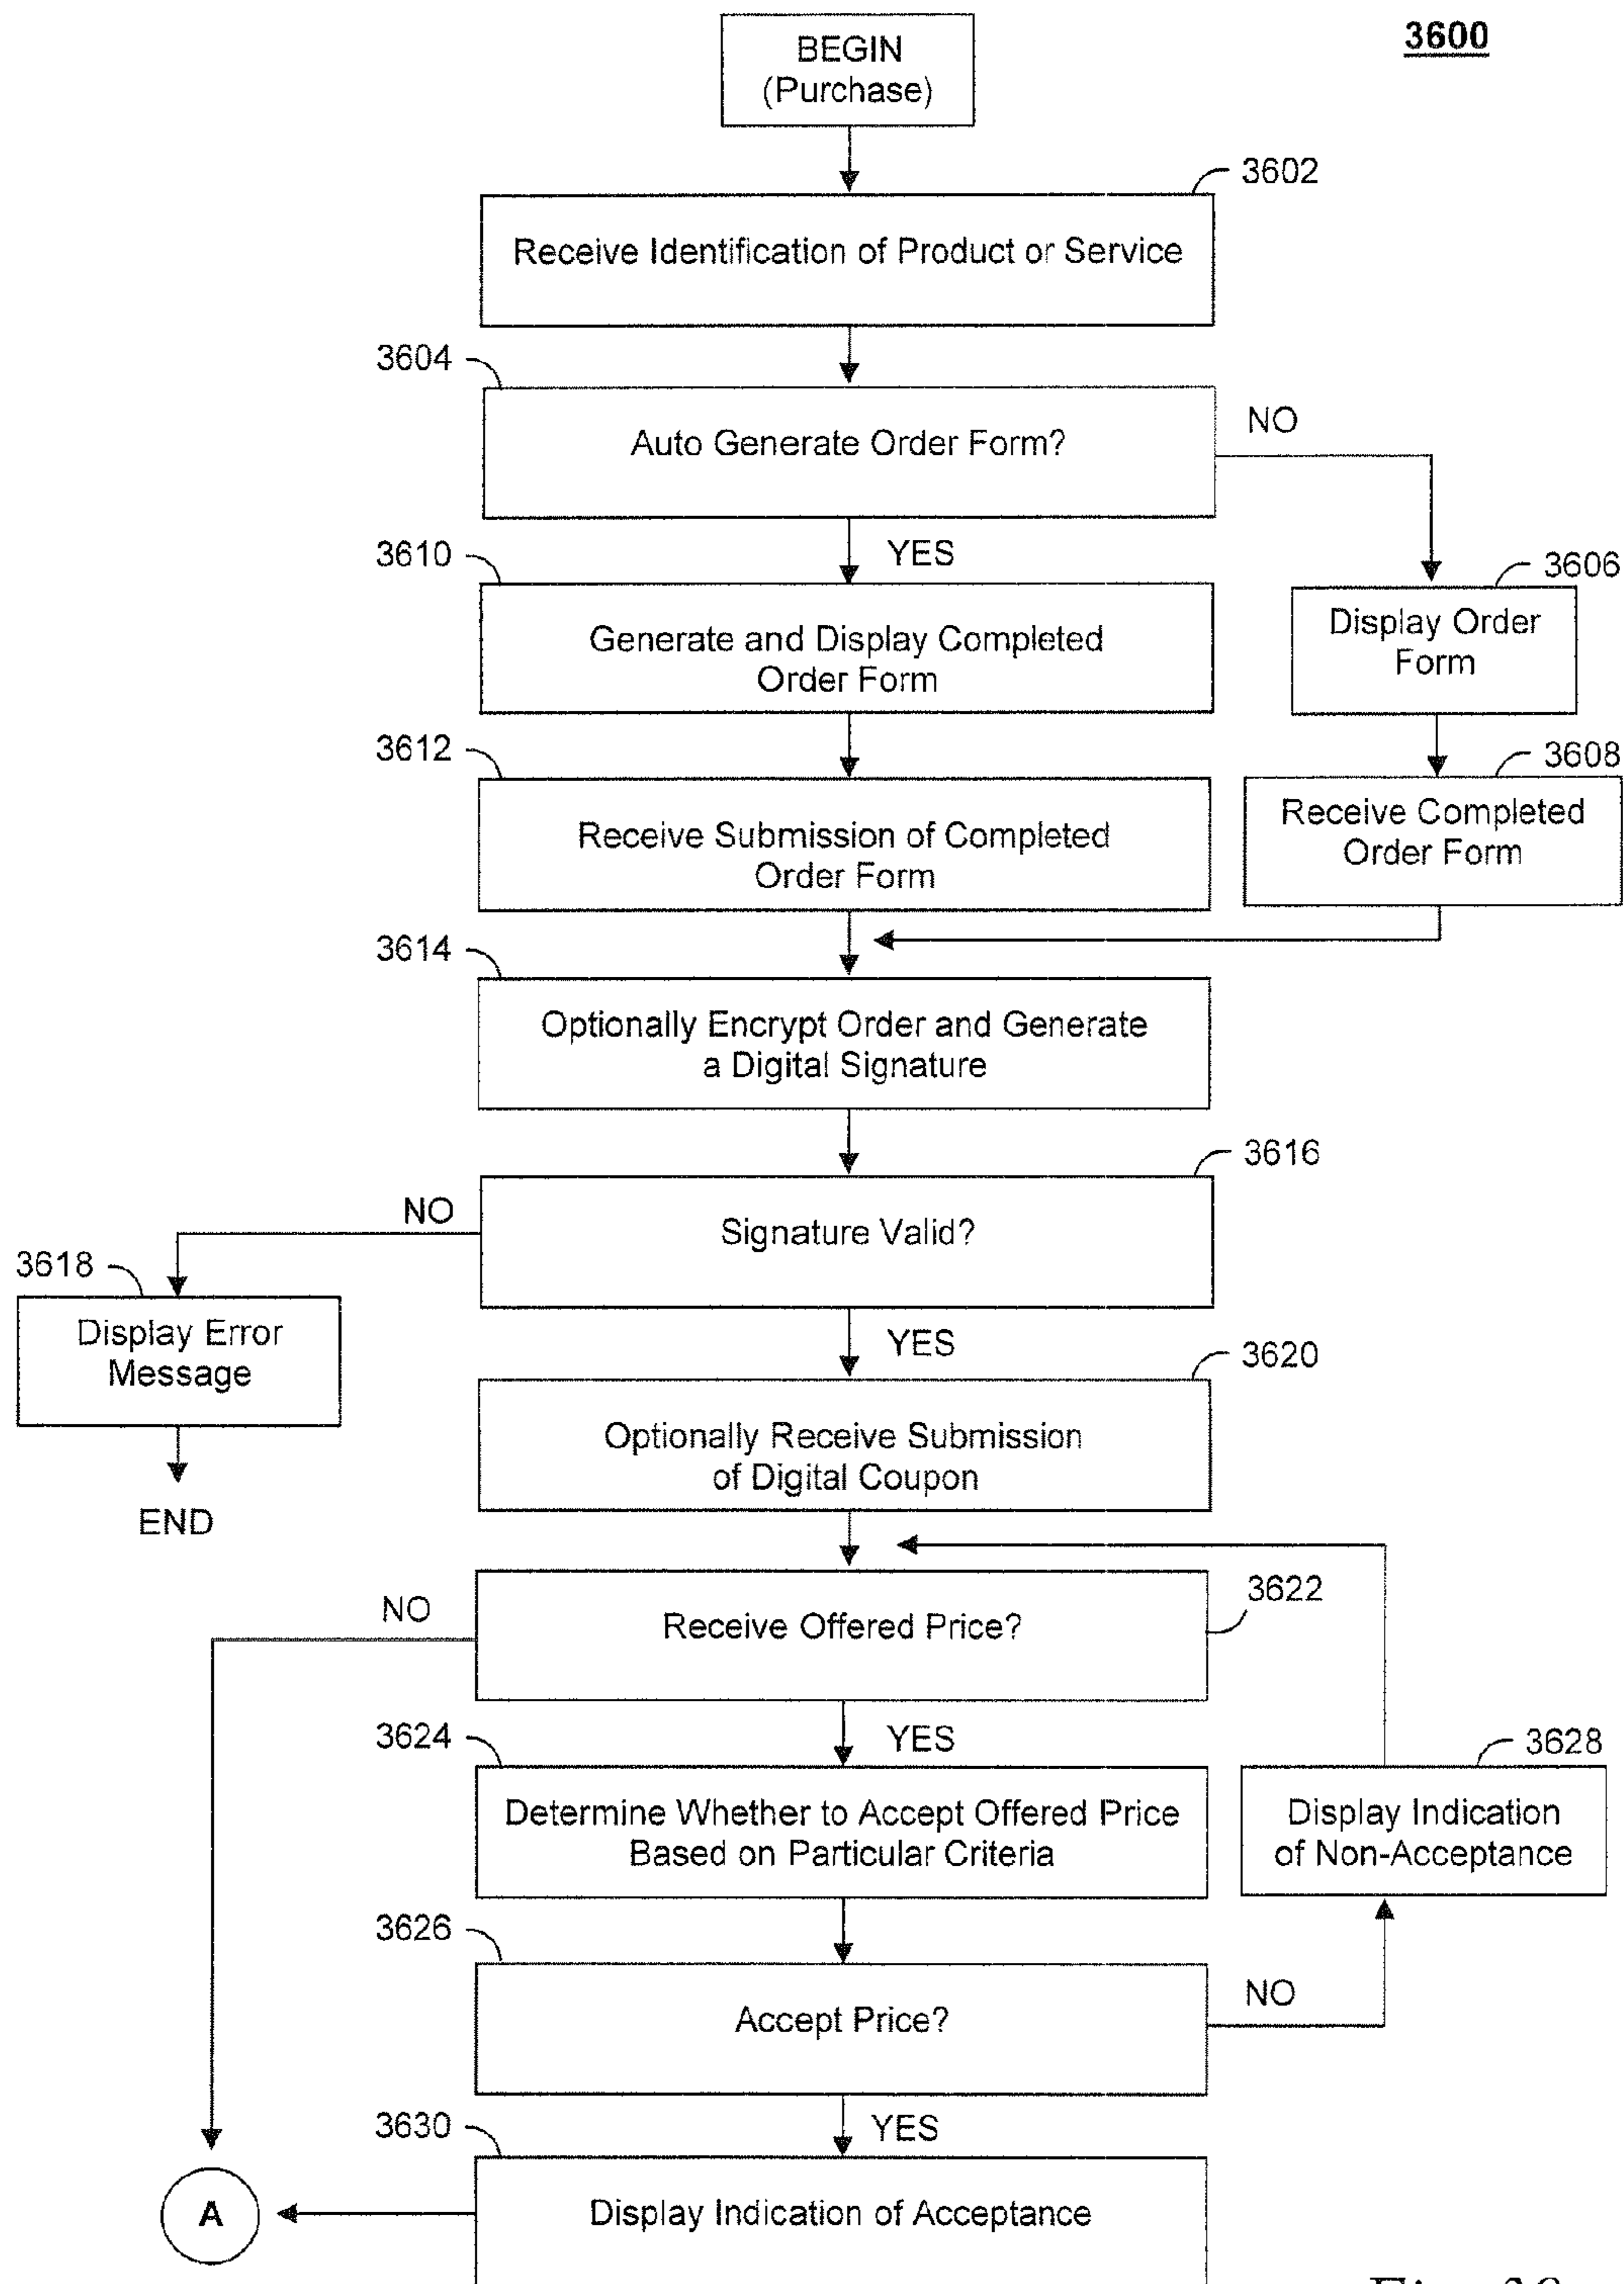 3600
BEGIN
(Purchase)
3602
Receive Identification of Product or Service
3604
Auto Generate Order Form?
NO
YES
3610
Generate and Display Completed
Order Form
3606
Display Order
Form
3612
Receive Submission of Completed
Order Form
3608
Receive Completed
Order Form
3614
Optionally Encrypt Order and Generate
a Digital Signature
3616
Signature Valid?
NO
3618
Display Error
Message
END
YES
3620
Optionally Receive Submission
of Digital Coupon
3622
Receive Offered Price?
NO
YES
3624
Determine Whether to Accept Offered Price
Based on Particular Criteria
3628
Display Indication
of Non-Acceptance
3626
Accept Price?
NO
YES
3630
Display Indication of Acceptance
A